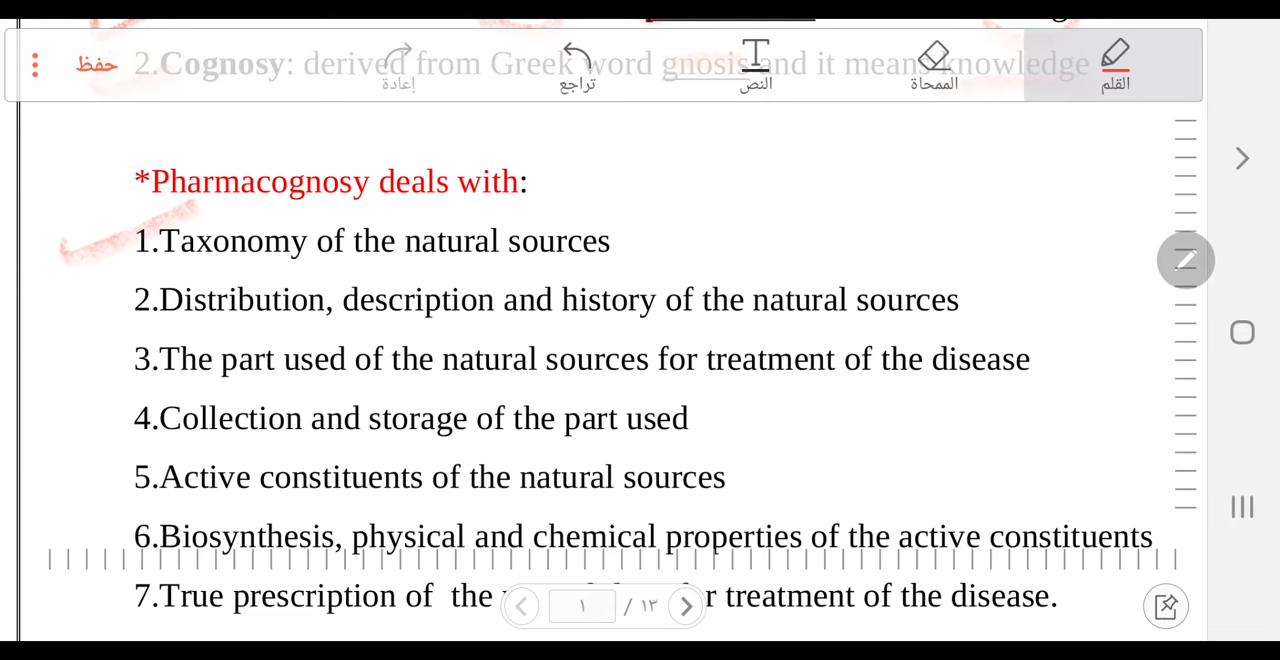 حفظ
إعادة
تراجع
النص
الممحاة
القلم
2.Cognosy: derived from Greek word gnosis and it means knowledge
*Pharmacognosy deals with:
1.Taxonomy of the natural sources
2.Distribution, description and history of the natural sources
3.The part used of the natural sources for treatment of the disease
4.Collection and storage of the part used
5.Active constituents of the natural sources
6.Biosynthesis, physical and chemical properties of the active constituents
7.True prescription of the r treatment of the disease.
١ / ١٣